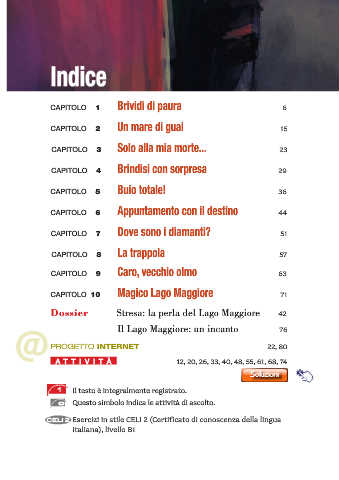 Indice
CAPITOLO 1 Brividi di paura 6
CAPITOLO 2 Un mare di guai 15
CAPITOLO 3 Solo alla mia morte... 23
CAPITOLO 4 Brindisi con sorpresa 29
CAPITOLO 5 Buio totale! 36
CAPITOLO 6 Appuntamento con il destino 44
CAPITOLO 7 Dove sono i diamanti? 51
CAPITOLO 8 La trappola 57
CAPITOLO 9 Caro, vecchio olmo 63
CAPITOLO 10 Magico Lago Maggiore 71
Dossier Stresa: la perla del Lago Maggiore 42
Il Lago Maggiore: un incanto 76
@ PROGETTO INTERNET 22, 80
ATTIVITÀ 12, 20, 26, 33, 40, 48, 55, 61, 68, 74
Soluzioni
1 Il testo è integralmente registrato.
Questo simbolo indica le attività di ascolto.
CELI 2 Esercizi in stile CELI 2 (Certificato di conoscenza della lingua
italiana), livello B1